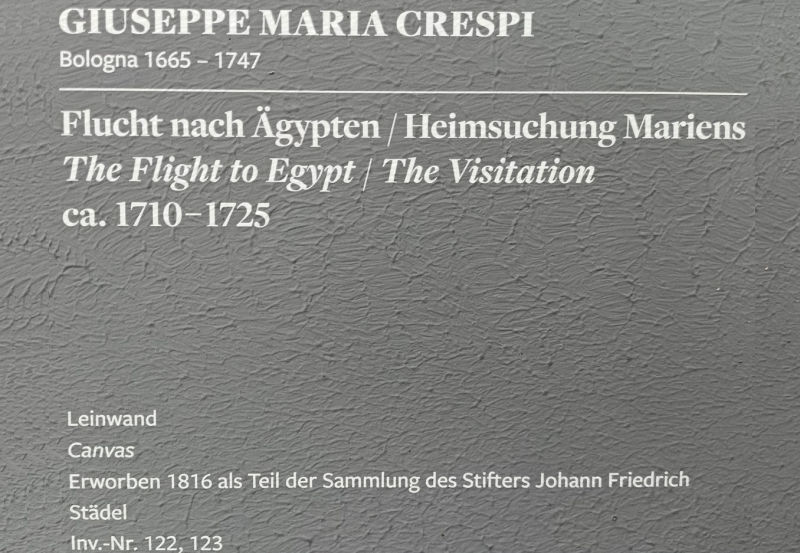 GIUSEPPE MARIA CRESPI
Bologna 1665 – 1747
Flucht nach Ägypten / Heimsuchung Mariens
The Flight to Egypt / The Visitation
ca. 1710–1725
Leinwand
Canvas
Erworben 1816 als Teil der Sammlung des Stifters Johann Friedrich
Städel
Inv.-Nr. 122, 123